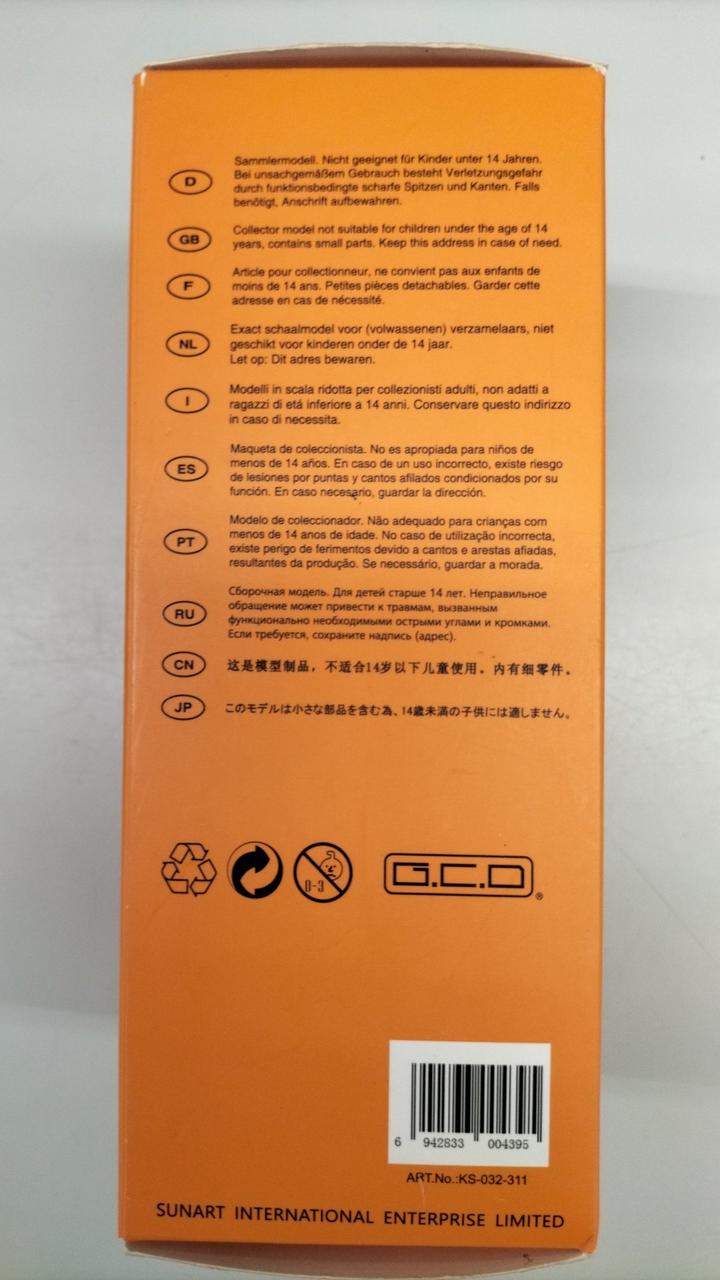 D
Sammlermodell. Nicht geeignet für Kinder unter 14 Jahren.
Bei unsachgemäßem Gebrauch besteht Verletzungsgefahr
durch funktionsbedingte scharfe Spitzen und Kanten. Falls
benötigt, Anschrift aufbewahren.
GB
Collector model not suitable for children under the age of 14
years, contains small parts. Keep this address in case of need.
F
Article pour collectionneur, ne convient pas aux enfants de
moins de 14 ans. Petites pièces detachables. Garder cette
adresse en cas de nécessité.
NL
Exact schaalmodel voor (volwassenen) verzamelaars, niet
geschikt voor kinderen onder de 14 jaar.
Let op: Dit adres bewaren.
I
Modelli in scala ridotta per collezionisti adulti, non adatti a
ragazzi di etá inferiore a 14 anni. Conservare questo indirizzo
in caso di necessita.
ES
Maqueta de coleccionista. No es apropiada para niños de
menos de 14 años. En caso de un uso incorrecto, existe riesgo
de lesiones por puntas y cantos afilados condicionados por su
función. En caso necesario, guardar la dirección.
PT
Modelo de coleccionador. Não adequado para crianças com
menos de 14 anos de idade. No caso de utilização incorrecta,
existe perigo de ferimentos devido a cantos e arestas afiadas,
resultantes da produção. Se necessário, guardar a morada.
RU
Сборочная модель. Для детей старше 14 лет. Неправильное
обращение может привести к травмам, вызванным
функционально необходимыми острыми углами и кромками.
Если требуется, сохраните надпись (адрес).
CN
这是模型制品，不适合14岁以下儿童使用。内有细零件。
JP
このモデルは小さな部品を含む為、14歳未満の子供には適しません。
0-3
G.C.D ®
6 942833 004395
ART.No.:KS-032-311
SUNART INTERNATIONAL ENTERPRISE LIMITED